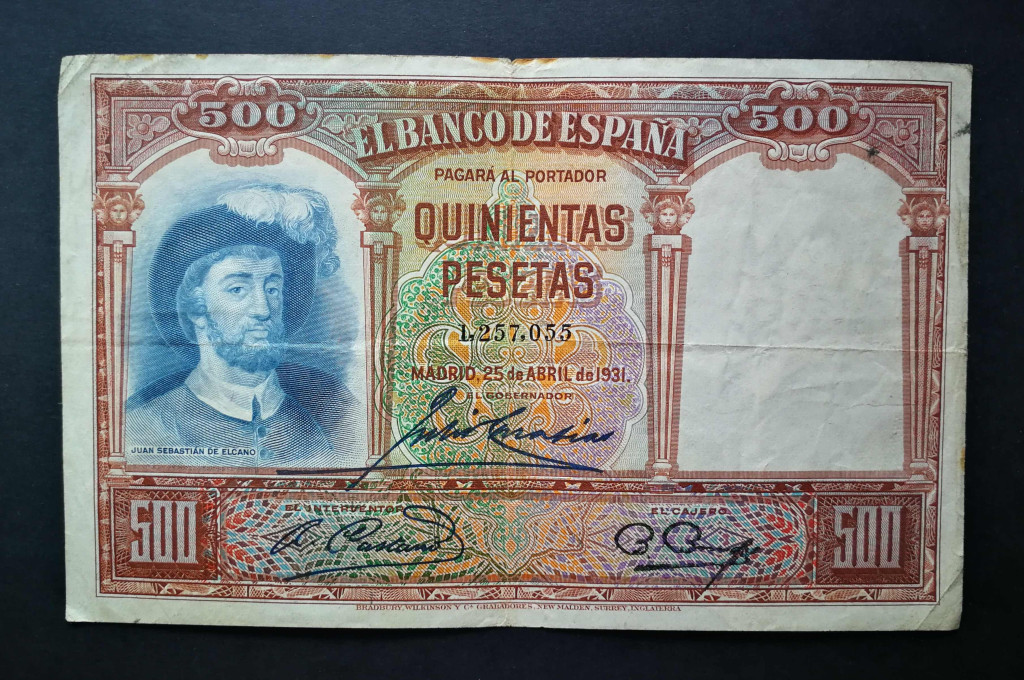 500 500
EL BANCO DE ESPAÑA
PAGARÁ AL PORTADOR
QUINIENTAS
PESETAS
1,257,055
MADRID, 25 de ABRIL de 1931.
EL GOBERNADOR
JUAN SEBASTIÁN DE ELCANO
EL INTERVENTOR EL CAJERO
500 500
BRADBURY, WILKINSON Y Cª GRABADORES, NEW MALDEN, SURREY, INGLATERRA